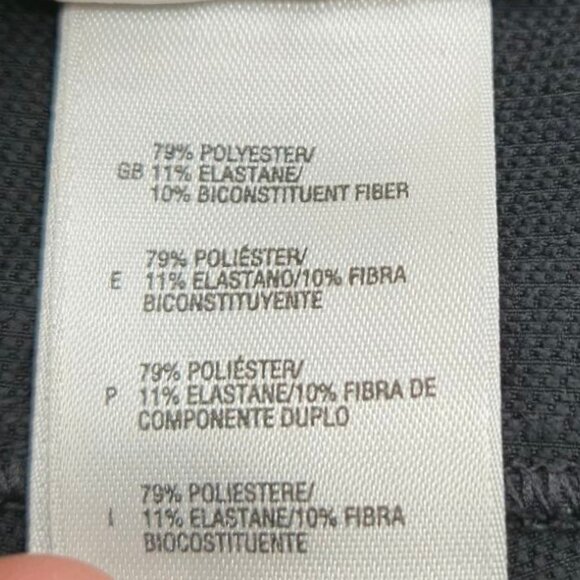 79% POLYESTER/
GB 11% ELASTANE/
10% BICONSTITUENT FIBER
79% POLIÉSTER/
E 11% ELASTANO/10% FIBRA
BICONSTITUYENTE
79% POLIÉSTER/
P 11% ELASTANE/10% FIBRA DE
COMPONENTE DUPLO
79% POLIESTERE/
I 11% ELASTANE/10% FIBRA
BIOCOSTITUENTE